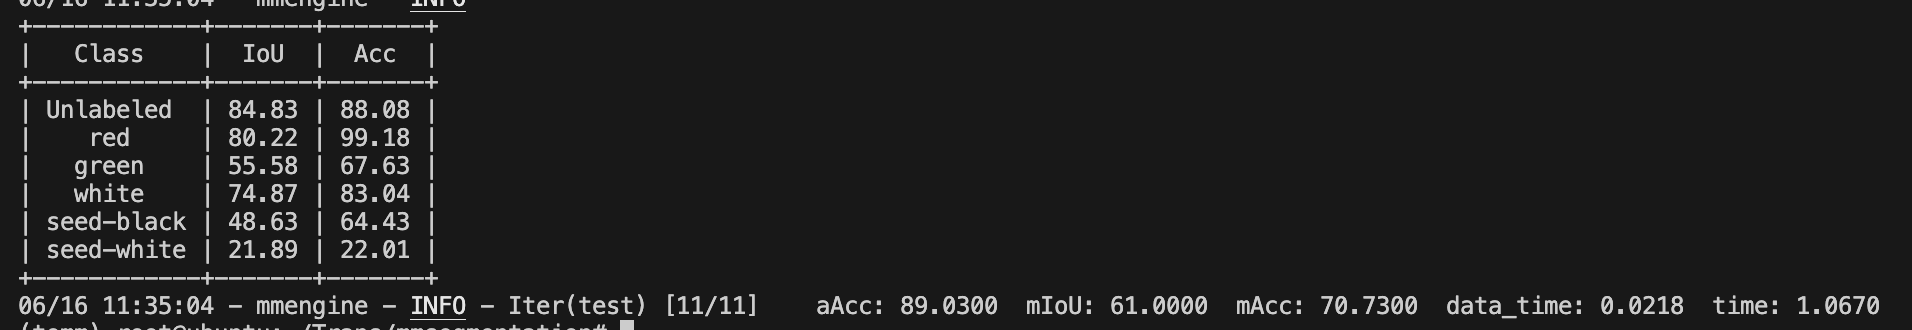 06/16 11:35:04 - mmengine - INFO
+------------+-------+-------+
|   Class    |  IoU  |  Acc  |
+------------+-------+-------+
| Unlabeled  | 84.83 | 88.08 |
|    red     | 80.22 | 99.18 |
|   green    | 55.58 | 67.63 |
|   white    | 74.87 | 83.04 |
| seed-black | 48.63 | 64.43 |
| seed-white | 21.89 | 22.01 |
+------------+-------+-------+
06/16 11:35:04 - mmengine - INFO - Iter(test) [11/11]    aAcc: 89.0300  mIoU: 61.0000  mAcc: 70.7300  data_time: 0.0218  time: 1.0670